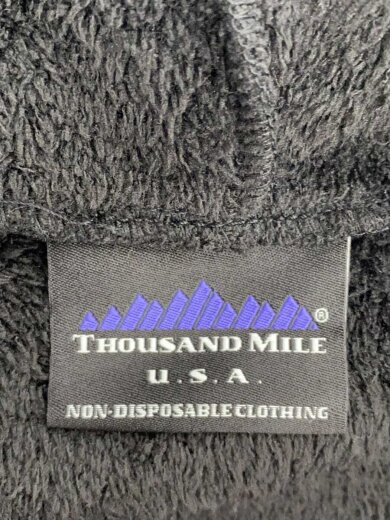 ®
THOUSAND MILE
U.S.A.
NON-DISPOSABLE CLOTHING